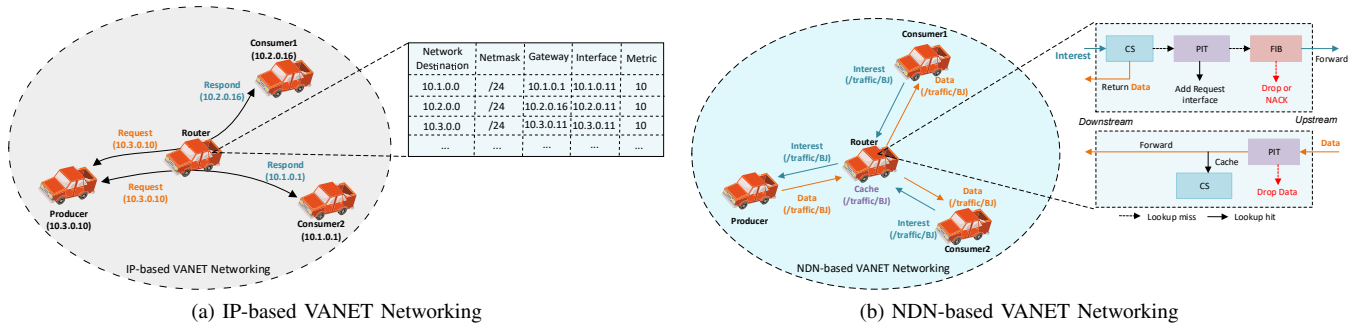 Consumer1
(10.2.0.16)
Respond
(10.2.0.16)
Request
(10.3.0.10)
Router
Respond
(10.1.0.1)
Request
(10.3.0.10)
Producer
(10.3.0.10)
Consumer2
(10.1.0.1)
IP-based VANET Networking
Network Destination Netmask Gateway Interface Metric
10.1.0.0 /24 10.1.0.1 10.1.0.11 10
10.2.0.0 /24 10.2.0.16 10.2.0.11 10
10.3.0.0 /24 10.3.0.11 10.3.0.11 10
... ... ... ... ...
(a) IP-based VANET Networking
Consumer1
Interest
(/traffic/BJ)
Data
(/traffic/BJ)
Router
Interest
(/traffic/BJ)
Cache
(/traffic/BJ)
Data
(/traffic/BJ)
Producer
Data
(/traffic/BJ)
Interest
(/traffic/BJ)
Consumer2
NDN-based VANET Networking
Interest
CS
PIT
FIB
Forward
Return Data
Add Request
interface
Drop or
NACK
Downstream
Upstream
Forward
PIT
Data
Cache
CS
Drop Data
Lookup miss
Lookup hit
(b) NDN-based VANET Networking